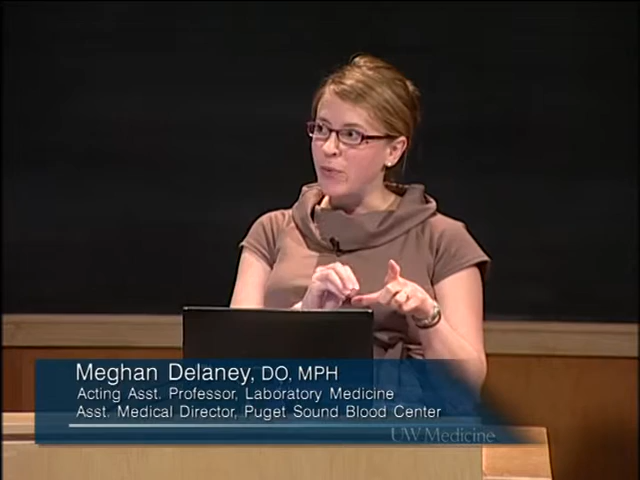 Meghan Delaney, DO, MPH
Acting Asst. Professor, Laboratory Medicine
Asst. Medical Director, Puget Sound Blood Center
UW Medicine